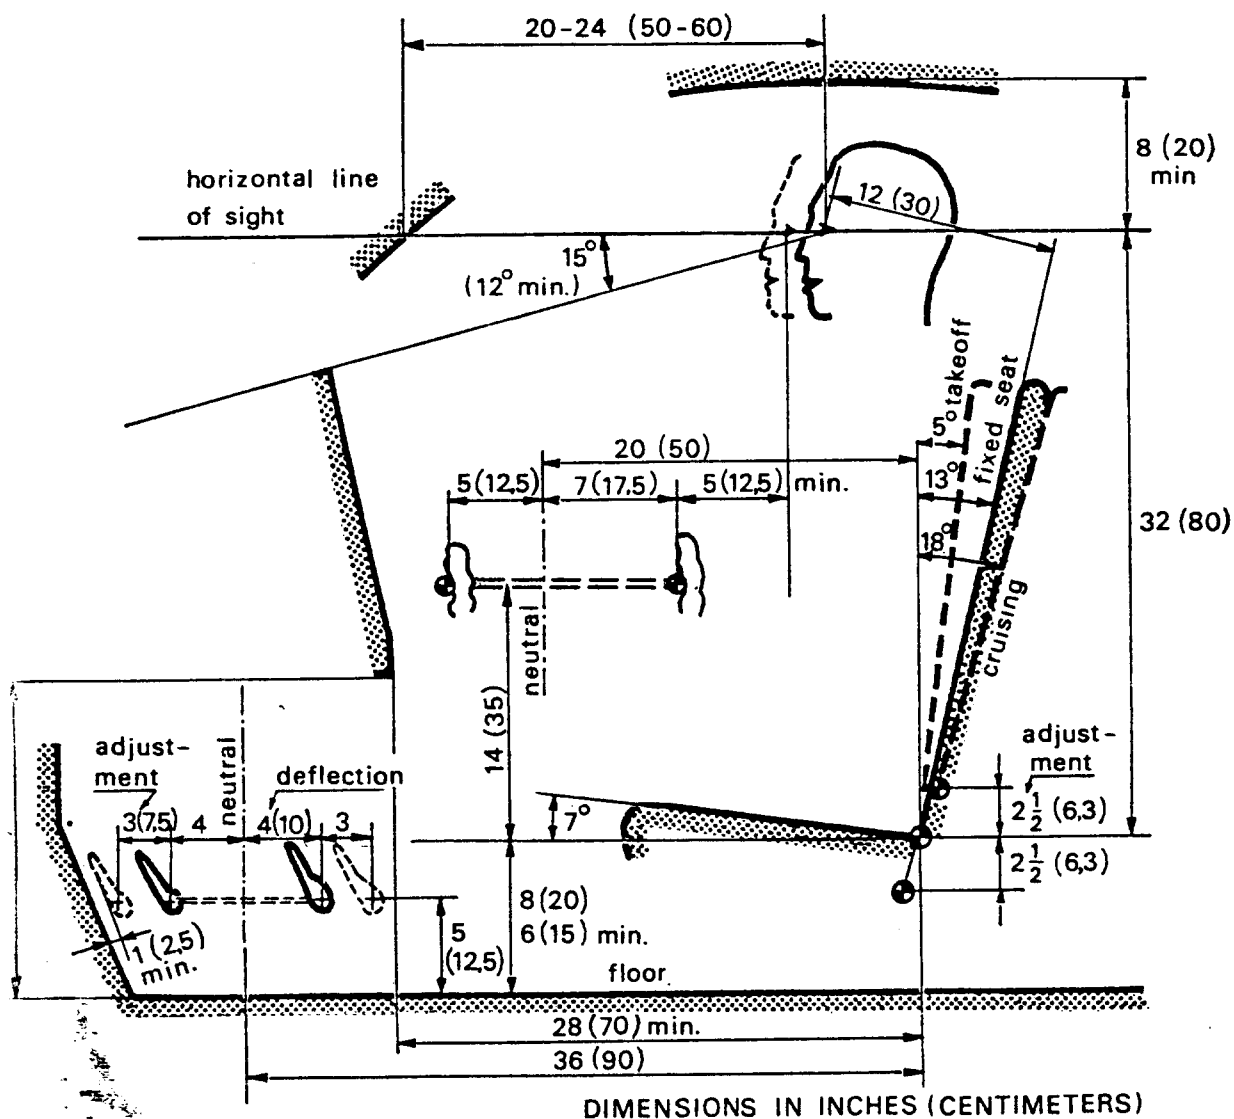 20-24 (50-60)
8 (20)
min
horizontal line
of sight
12 (30)
15°
(12° min.)
5° takeoff
fixed seat
20 (50)
13°
5 (12,5)
7 (17,5)
5 (12,5) min.
32 (80)
18°
cruising
neutral
14 (35)
adjust-
ment
neutral
deflection
adjust-
ment
3 (7,5)
4
4 (10)
3
7°
2 1/2 (6,3)
2 1/2 (6,3)
8 (20)
6 (15) min.
5
(12,5)
1 (2,5)
min.
floor
28 (70) min.
36 (90)
DIMENSIONS IN INCHES (CENTIMETERS)